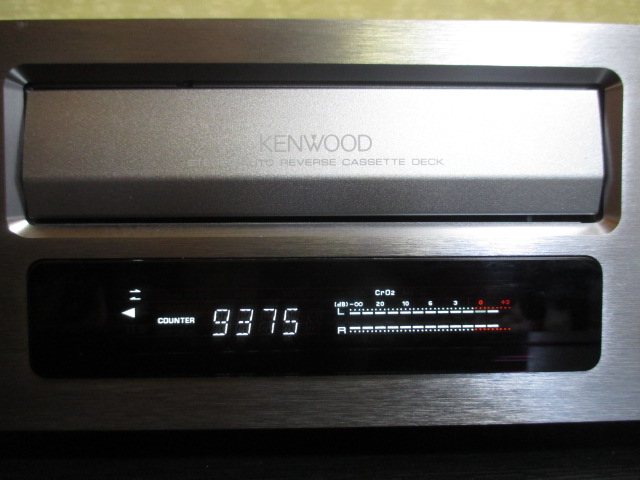 KENWOOD
STEREO AUTO REVERSE CASSETTE DECK
CrO2
(dB)-∞ 20 10 6 3 0 +3
COUNTER 9375
L
R